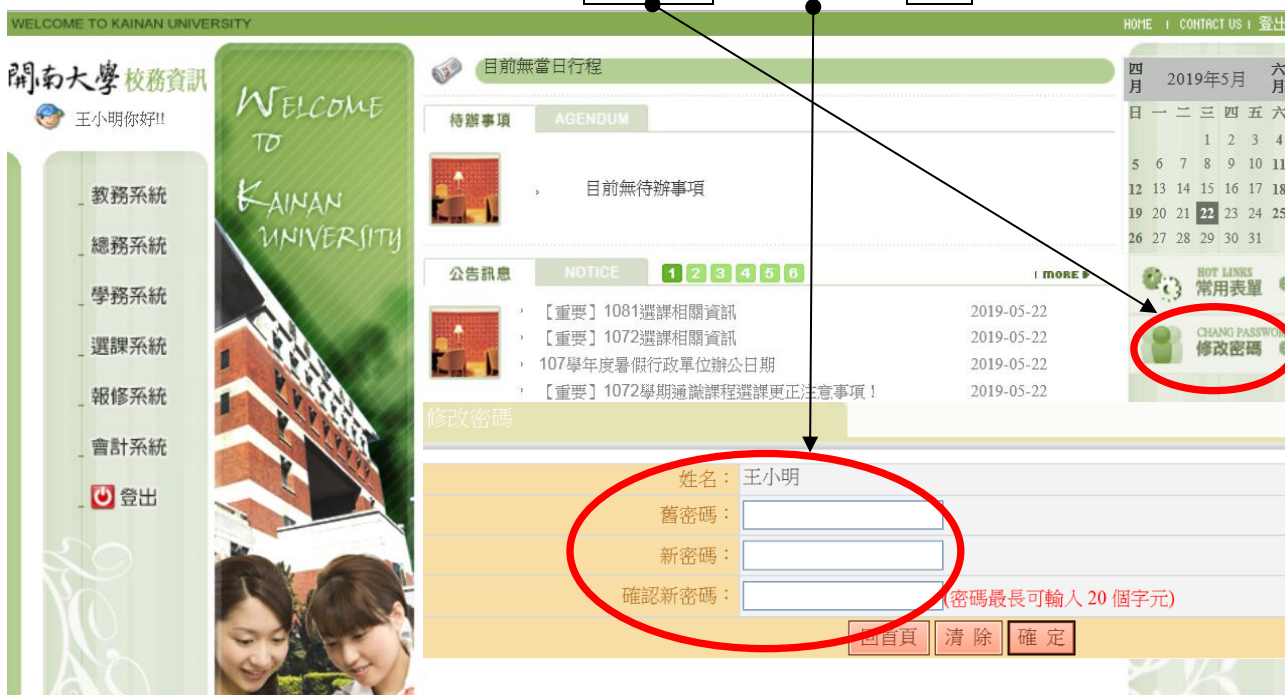 WELCOME TO KAINAN UNIVERSITY
HOME | CONTACT US | 登出
開南大學 校務資訊
王小明你好!!
教務系統
總務系統
學務系統
選課系統
報修系統
會計系統
登出
WELCOME
TO
KAINAN
UNIVERSITY
目前無當日行程
待辦事項 AGENDUM
目前無待辦事項
公告訊息 NOTICE 1 2 3 4 5 6 MORE
【重要】1081選課相關資訊 2019-05-22
【重要】1072選課相關資訊 2019-05-22
107學年度暑假行政單位辦公日期 2019-05-22
【重要】1072學期通識課程選課更正注意事項! 2019-05-22
四月 2019年5月 六月
日 一 二 三 四 五 六
1 2 3 4
5 6 7 8 9 10 11
12 13 14 15 16 17 18
19 20 21 22 23 24 25
26 27 28 29 30 31
HOT LINKS
常用表單
CHANG PASSWOR
修改密碼
修改密碼
姓名: 王小明
舊密碼:
新密碼:
確認新密碼: (密碼最長可輸入 20 個字元)
回首頁 清 除 確 定